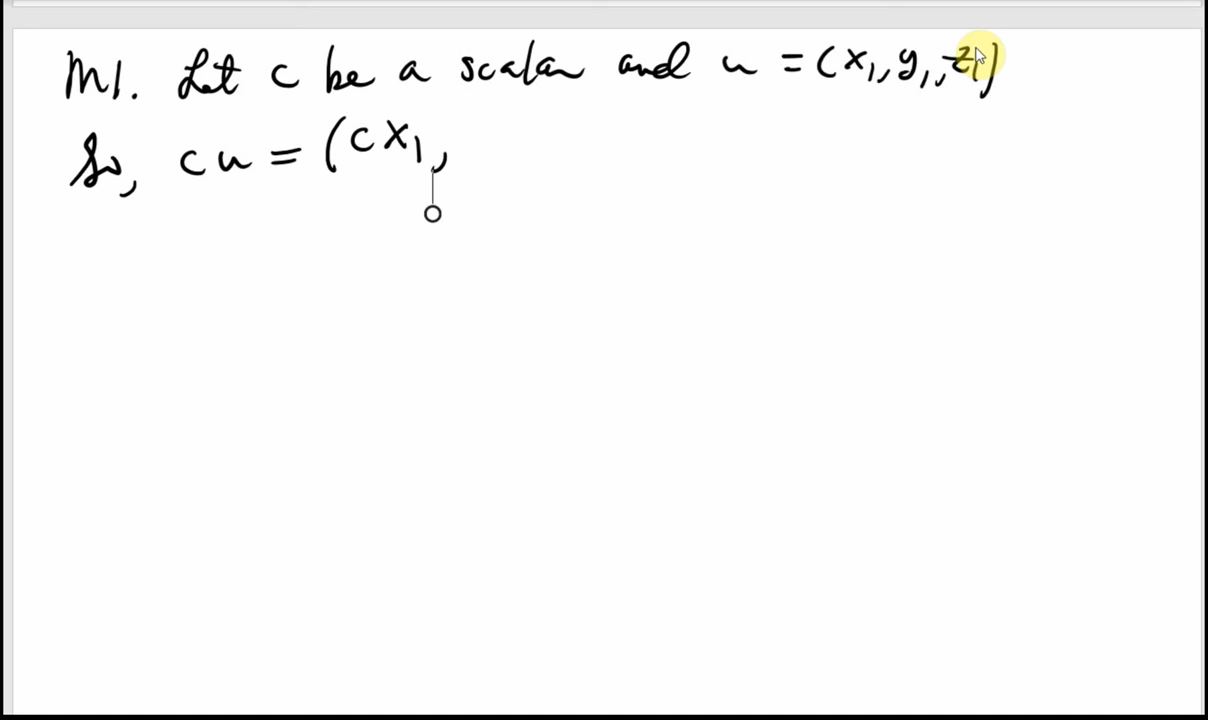 M1. Let c be a scalar and u = (x₁, y₁, z₁)
So, cu = (cx₁,